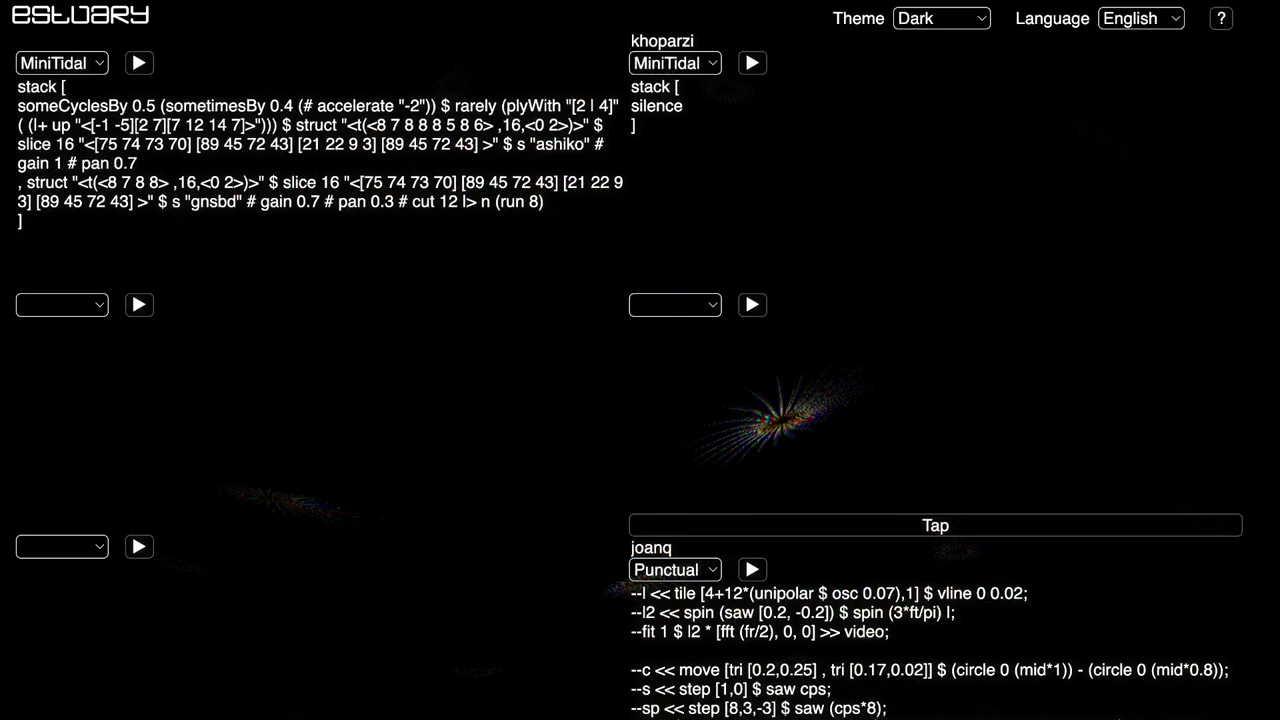 estuary
Theme Dark Language English ?
MiniTidal
stack [
someCyclesBy 0.5 (sometimesBy 0.4 (# accelerate "-2")) $ rarely (plyWith "[2 | 4]"
( (|+ up "<[-1 -5][2 7][7 12 14 7]>"))) $ struct "<t(<8 7 8 8 8 5 8 6> ,16,<0 2>)>" $
slice 16 "<[75 74 73 70] [89 45 72 43] [21 22 9 3] [89 45 72 43] >" $ s "ashiko" #
gain 1 # pan 0.7
, struct "<t(<8 7 8 8> ,16,<0 2>)>" $ slice 16 "<[75 74 73 70] [89 45 72 43] [21 22 9
3] [89 45 72 43] >" $ s "gnsbd" # gain 0.7 # pan 0.3 # cut 12 |> n (run 8)
]
khoparzi
MiniTidal
stack [
silence
]
Tap
joanq
Punctual
--l << tile [4+12*(unipolar $ osc 0.07),1] $ vline 0 0.02;
--l2 << spin (saw [0.2, -0.2]) $ spin (3*ft/pi) l;
--fit 1 $ l2 * [fft (fr/2), 0, 0] >> video;
--c << move [tri [0.2,0.25] , tri [0.17,0.02]] $ (circle 0 (mid*1)) - (circle 0 (mid*0.8));
--s << step [1,0] $ saw cps;
--sp << step [8,3,-3] $ saw (cps*8);